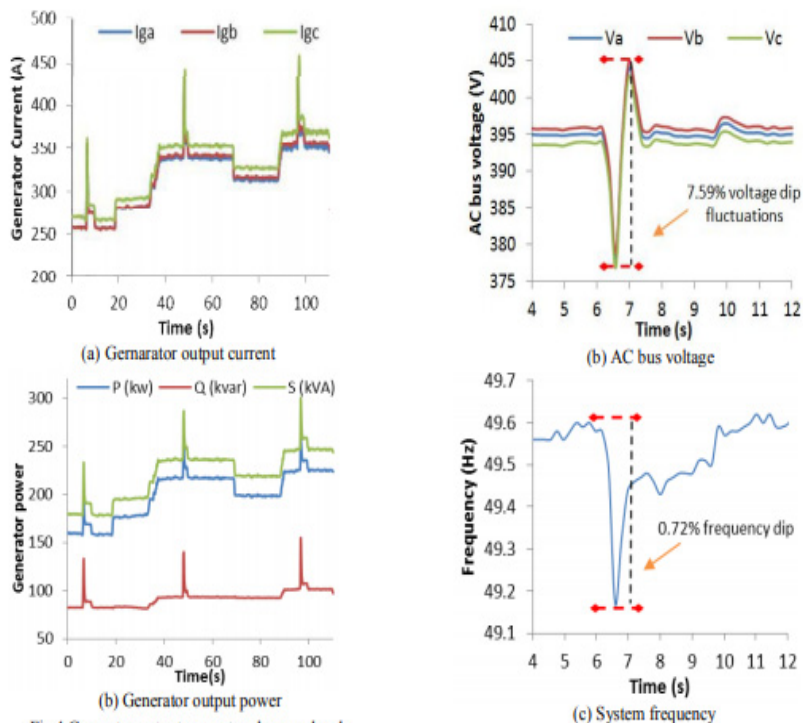 Iga Igb Igc
Generator Current (A)
500
450
400
350
300
250
200
0 20 40 60 80 100
Time (s)
(a) Gernarator output current
Va Vb Vc
AC bus voltage (V)
410
405
400
395
390
385
380
375
7.59% voltage dip
fluctuations
4 5 6 7 8 9 10 11 12
Time (s)
(b) AC bus voltage
P (kw) Q (kvar) S (kVA)
Generator power
300
250
200
150
100
50
0 20 40 60 80 100
Time(s)
(b) Generator output power
Frequency (Hz)
49.7
49.6
49.5
49.4
49.3
49.2
49.1
0.72% frequency dip
4 5 6 7 8 9 10 11 12
Time (s)
(c) System frequency